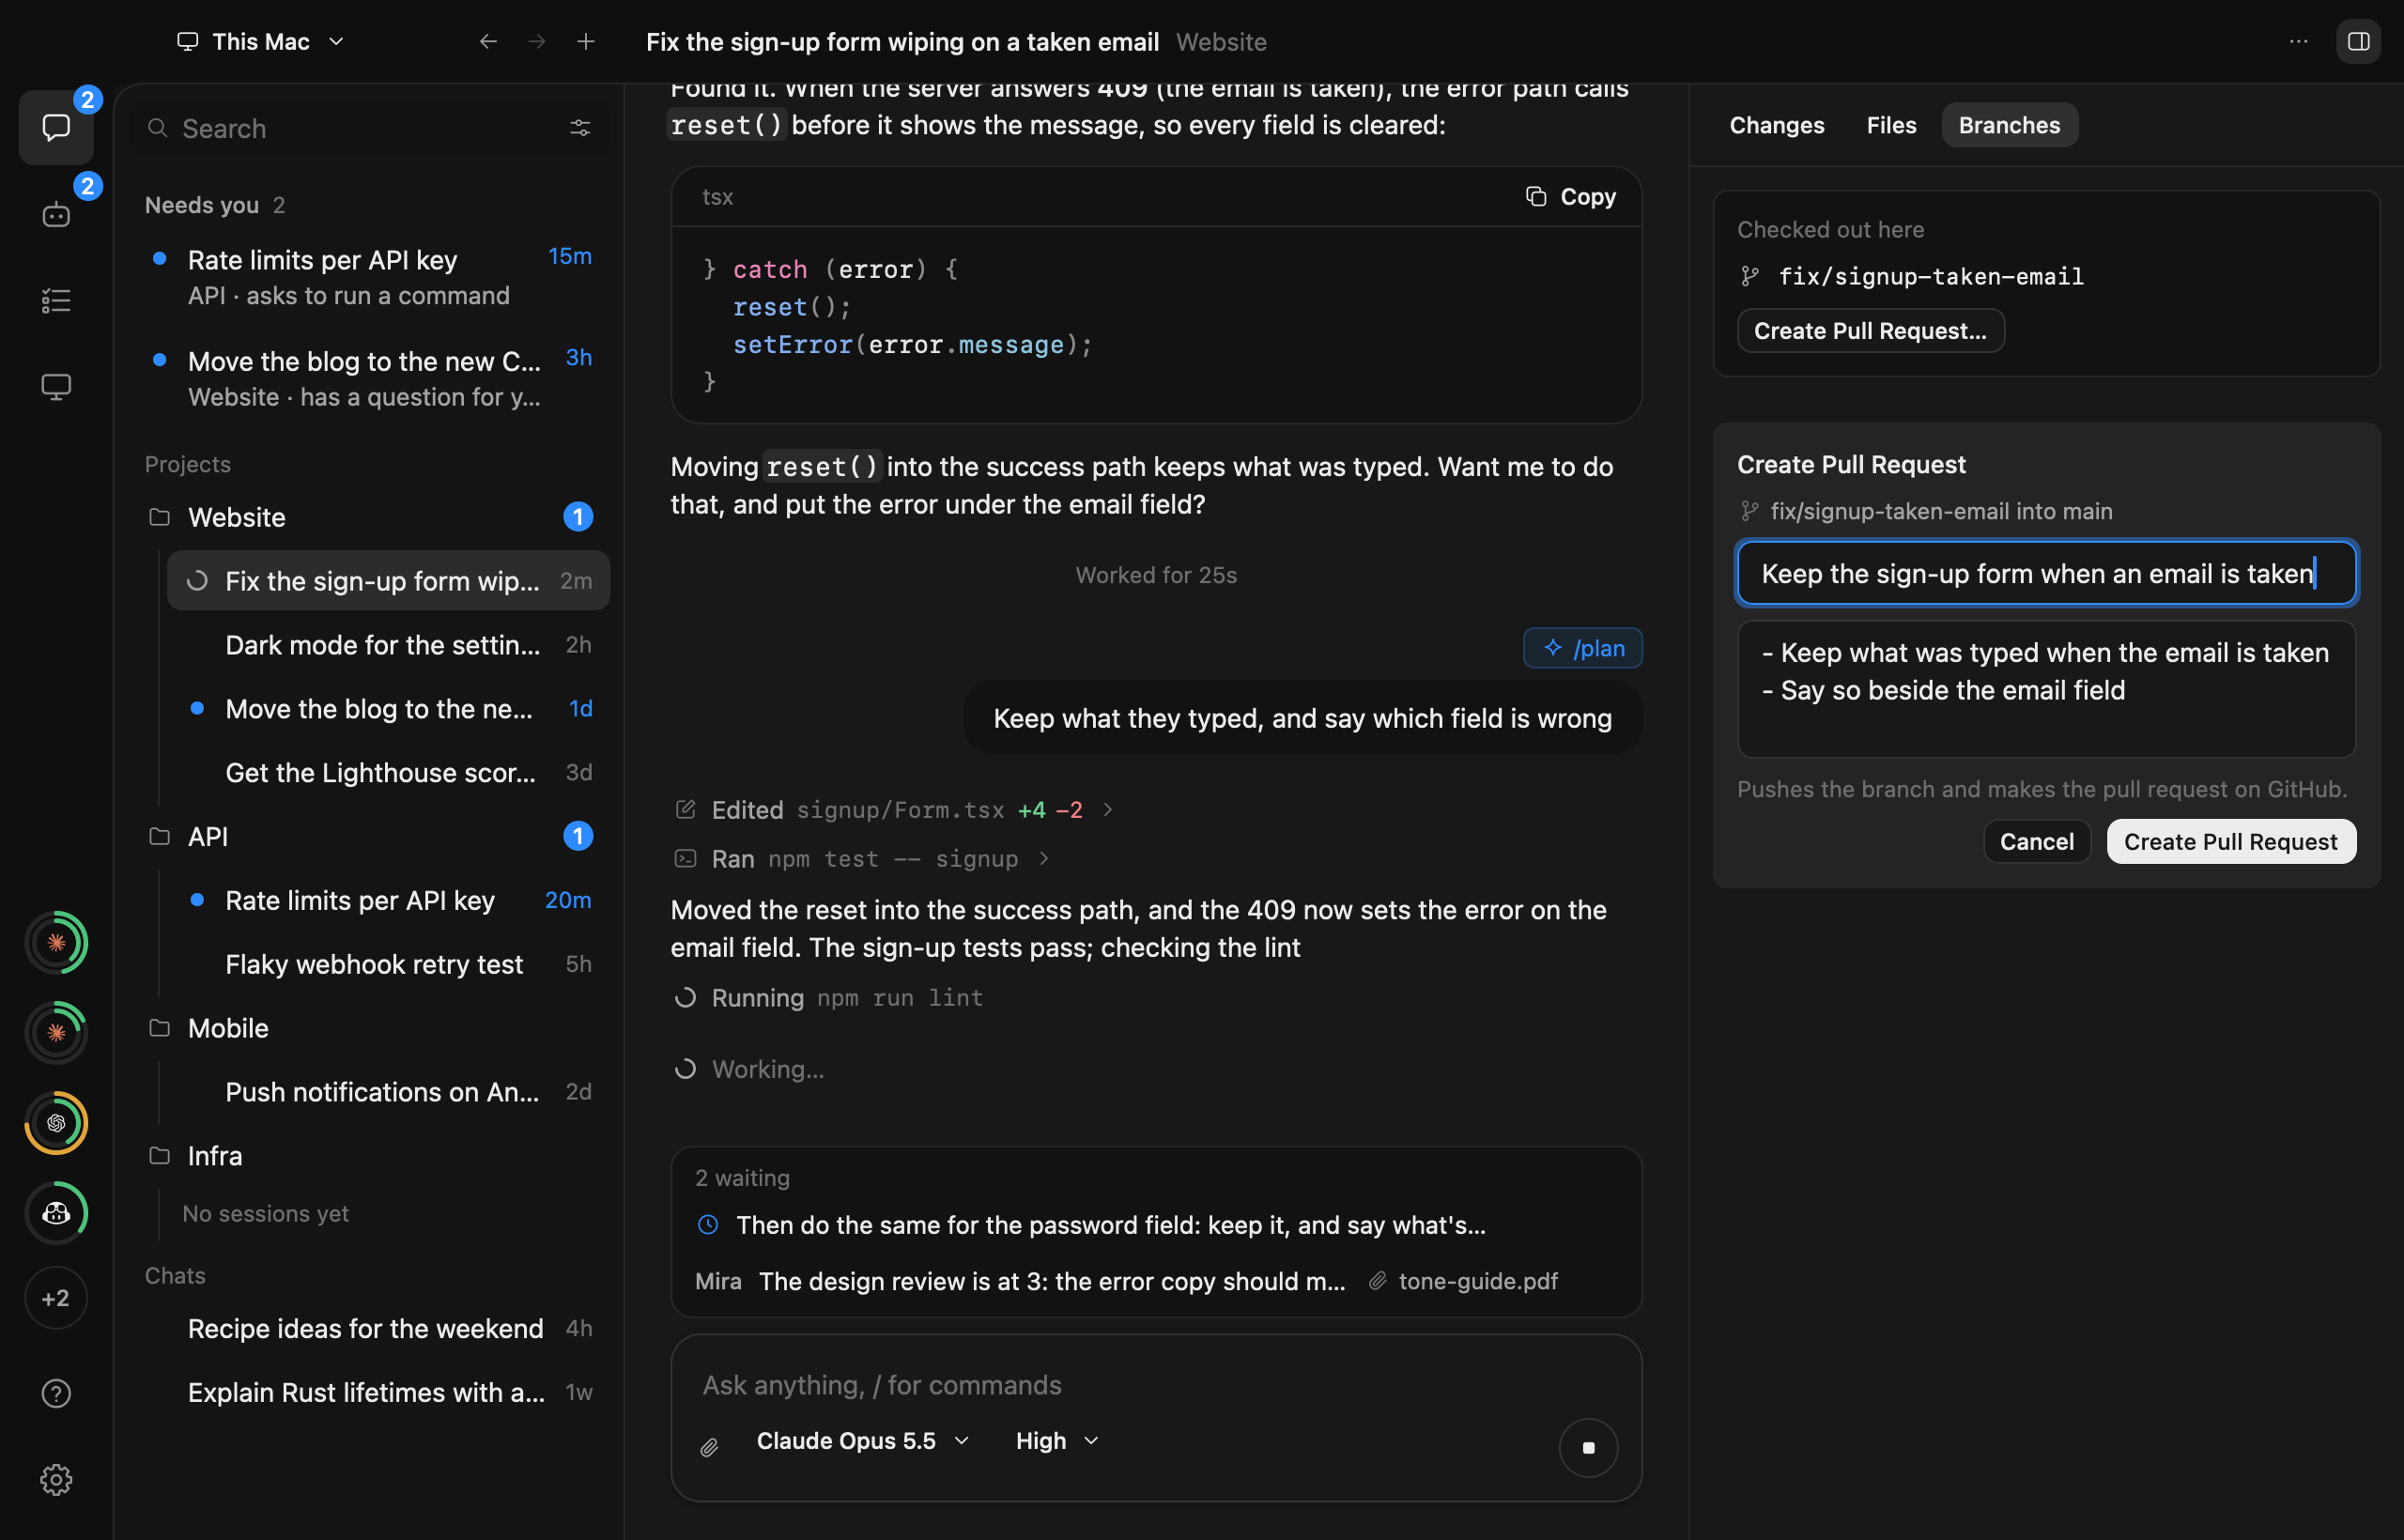 This Mac
Fix the sign-up form wiping on a taken email Website
2
2
Search
Needs you 2
Rate limits per API key 15m
API · asks to run a command
Move the blog to the new C... 3h
Website · has a question for y...
Projects
Website 1
Fix the sign-up form wip... 2m
Dark mode for the settin... 2h
Move the blog to the ne... 1d
Get the Lighthouse scor... 3d
API 1
Rate limits per API key 20m
Flaky webhook retry test 5h
Mobile
Push notifications on An... 2d
Infra
No sessions yet
Chats
Recipe ideas for the weekend 4h
Explain Rust lifetimes with a... 1w
+2
Found it. When the server answers 409 (the email is taken), the error path calls
reset() before it shows the message, so every field is cleared:
tsx
Copy
} catch (error) {
reset();
setError(error.message);
}
Moving reset() into the success path keeps what was typed. Want me to do
that, and put the error under the email field?
Worked for 25s
/plan
Keep what they typed, and say which field is wrong
Edited signup/Form.tsx +4 −2
Ran npm test -- signup
Moved the reset into the success path, and the 409 now sets the error on the
email field. The sign-up tests pass; checking the lint
Running npm run lint
Working...
2 waiting
Then do the same for the password field: keep it, and say what's...
Mira The design review is at 3: the error copy should m... tone-guide.pdf
Ask anything, / for commands
Claude Opus 5.5 High
Changes Files Branches
Checked out here
fix/signup-taken-email
Create Pull Request...
Create Pull Request
fix/signup-taken-email into main
Keep the sign-up form when an email is taken
- Keep what was typed when the email is taken
- Say so beside the email field
Pushes the branch and makes the pull request on GitHub.
Cancel Create Pull Request